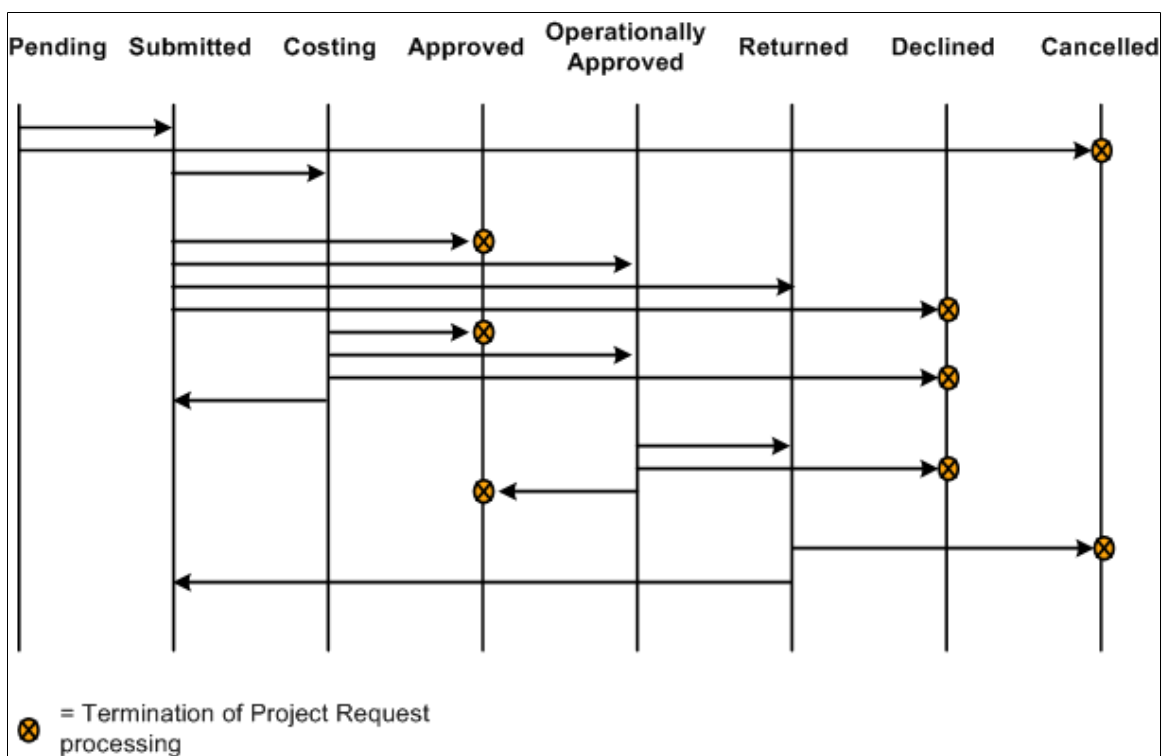 Pending Submitted Costing Approved Operationally Approved Returned Declined Cancelled
= Termination of Project Request
processing